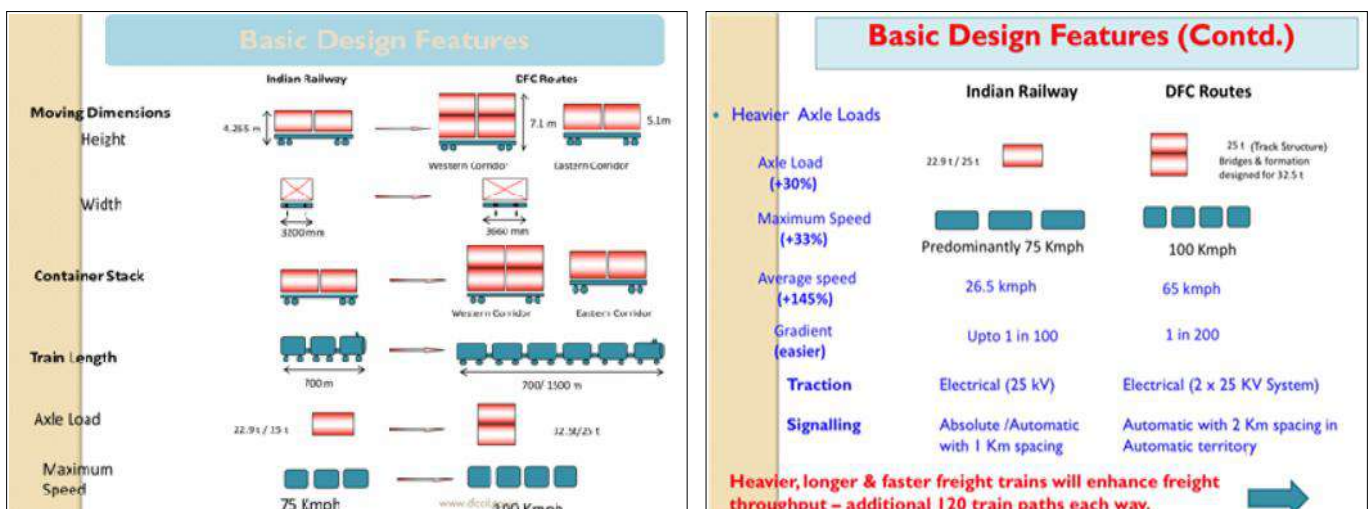 Basic Design Features
Indian Railway DFC Routes
Moving Dimensions
Height
4.265 m
7.1 m
5.1m
Western Corridor Eastern Corridor
Width
3200mm 3660 mm
Container Stack
Western Corridor Eastern Corridor
Train Length
700m 700/ 1500 m
Axle Load
22.9 t / 25 t 32.5t/25 t
Maximum
Speed
75 Kmph
Basic Design Features (Contd.)
Indian Railway DFC Routes
• Heavier Axle Loads
Axle Load
(+30%)
22.9 t / 25 t
25 t (Track Structure)
Bridges & formation
designed for 32.5 t
Maximum Speed
(+33%)
Predominantly 75 Kmph 100 Kmph
Average speed
(+145%)
26.5 kmph 65 kmph
Gradient
(easier)
Upto 1 in 100 1 in 200
Traction Electrical (25 kV) Electrical (2 x 25 KV System)
Signalling Absolute /Automatic
with 1 Km spacing
Automatic with 2 Km spacing in
Automatic territory
Heavier, longer & faster freight trains will enhance freight
throughput – additional 120 train paths each way.